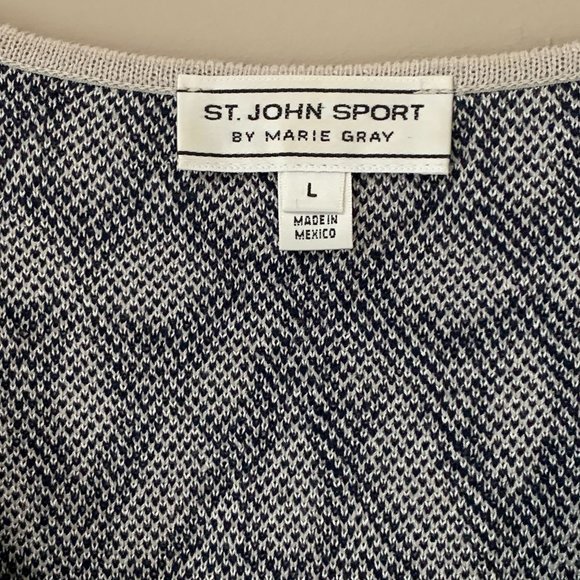 ST. JOHN SPORT
BY MARIE GRAY
L
MADE IN
MEXICO